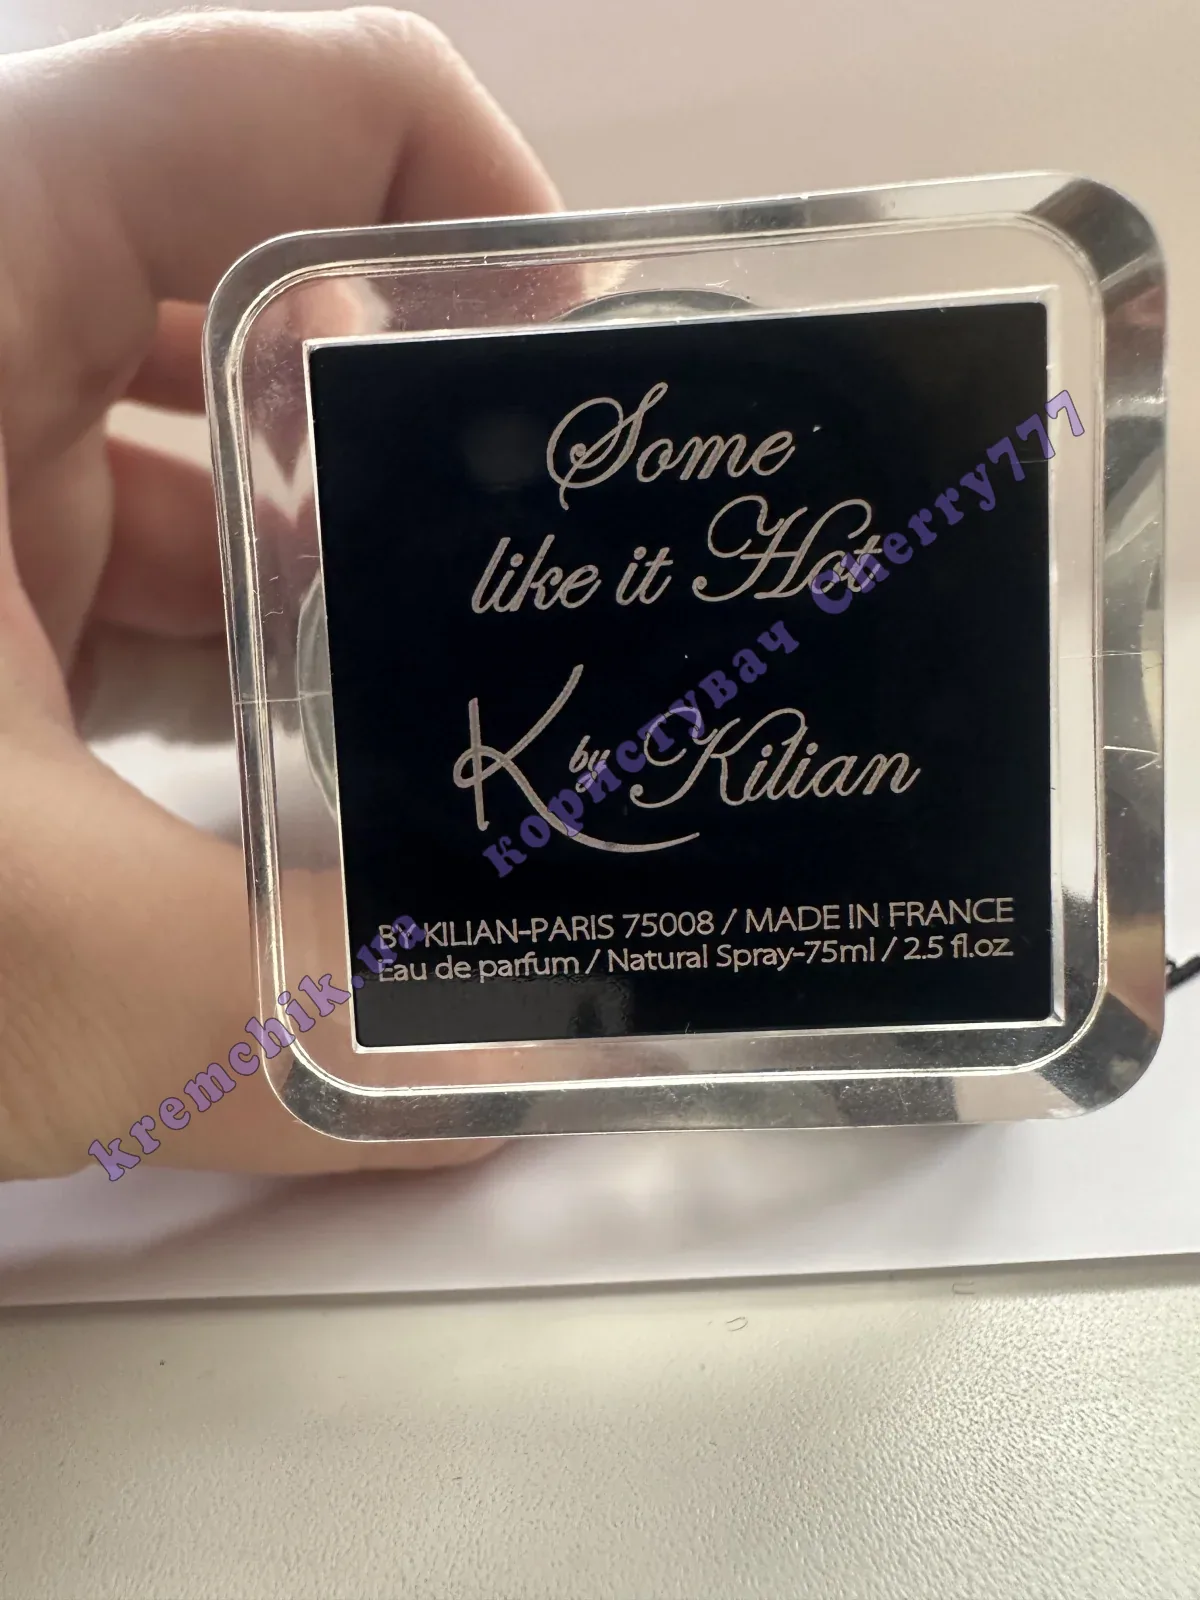 Some
like it Hot
K by Kilian
BY KILIAN-PARIS 75008 / MADE IN FRANCE
Eau de parfum / Natural Spray-75ml / 2.5 fl.oz
kremchik.ua користувач Cherry777